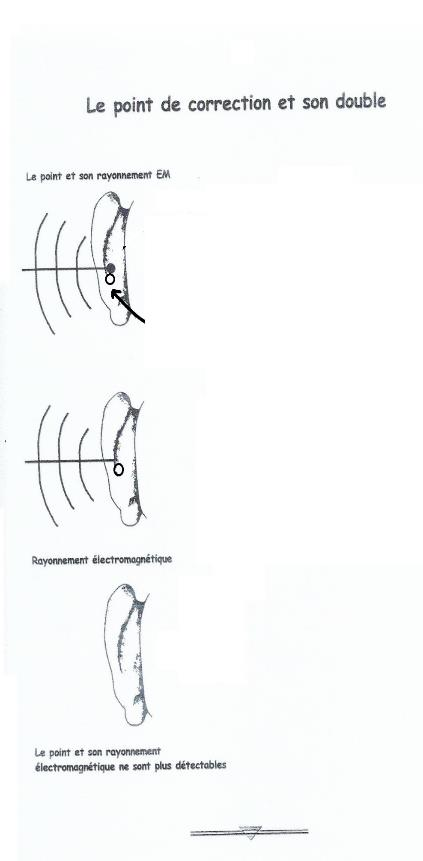 Le point de correction et son double
Le point et son rayonnement EM
Rayonnement électromagnétique
Le point et son rayonnement
électromagnétique ne sont plus détectables